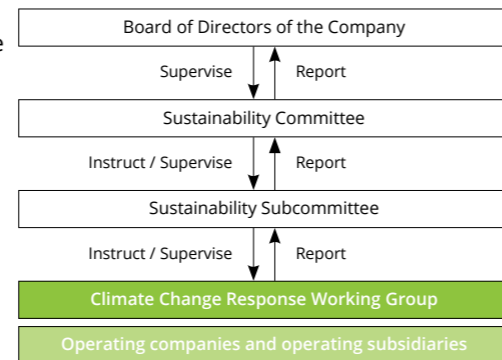 Board of Directors of the Company
e
Supervise Report
Sustainability Committee
Instruct / Supervise Report
Sustainability Subcommittee
Instruct / Supervise Report
Climate Change Response Working Group
Operating companies and operating subsidiaries